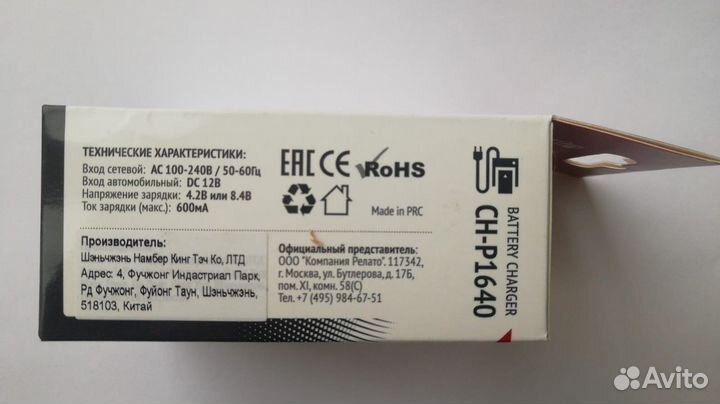 ТЕХНИЧЕСКИЕ ХАРАКТЕРИСТИКИ:
Вход сетевой: AC 100-240В / 50-60Гц
Вход автомобильный: DC 12В
Напряжение зарядки: 4.2В или 8.4В
Ток зарядки (макс.): 600мА
Производитель:
Шэньчжэнь Намбер Кинг Тэч Ко, ЛТД
Адрес: 4, Фучжонг Индастриал Парк,
Рд Фучжонг, Фуйонг Таун, Шэньчжэнь,
518103, Китай
EAC CE RoHS
Made in PRC
Официальный представитель:
ООО "Компания Релато". 117342,
г. Москва, ул. Бутлерова, д. 17Б,
пом. XI, комн. 58(С)
Тел. +7 (495) 984-67-51
BATTERY CHARGER
CH-P1640
Avito